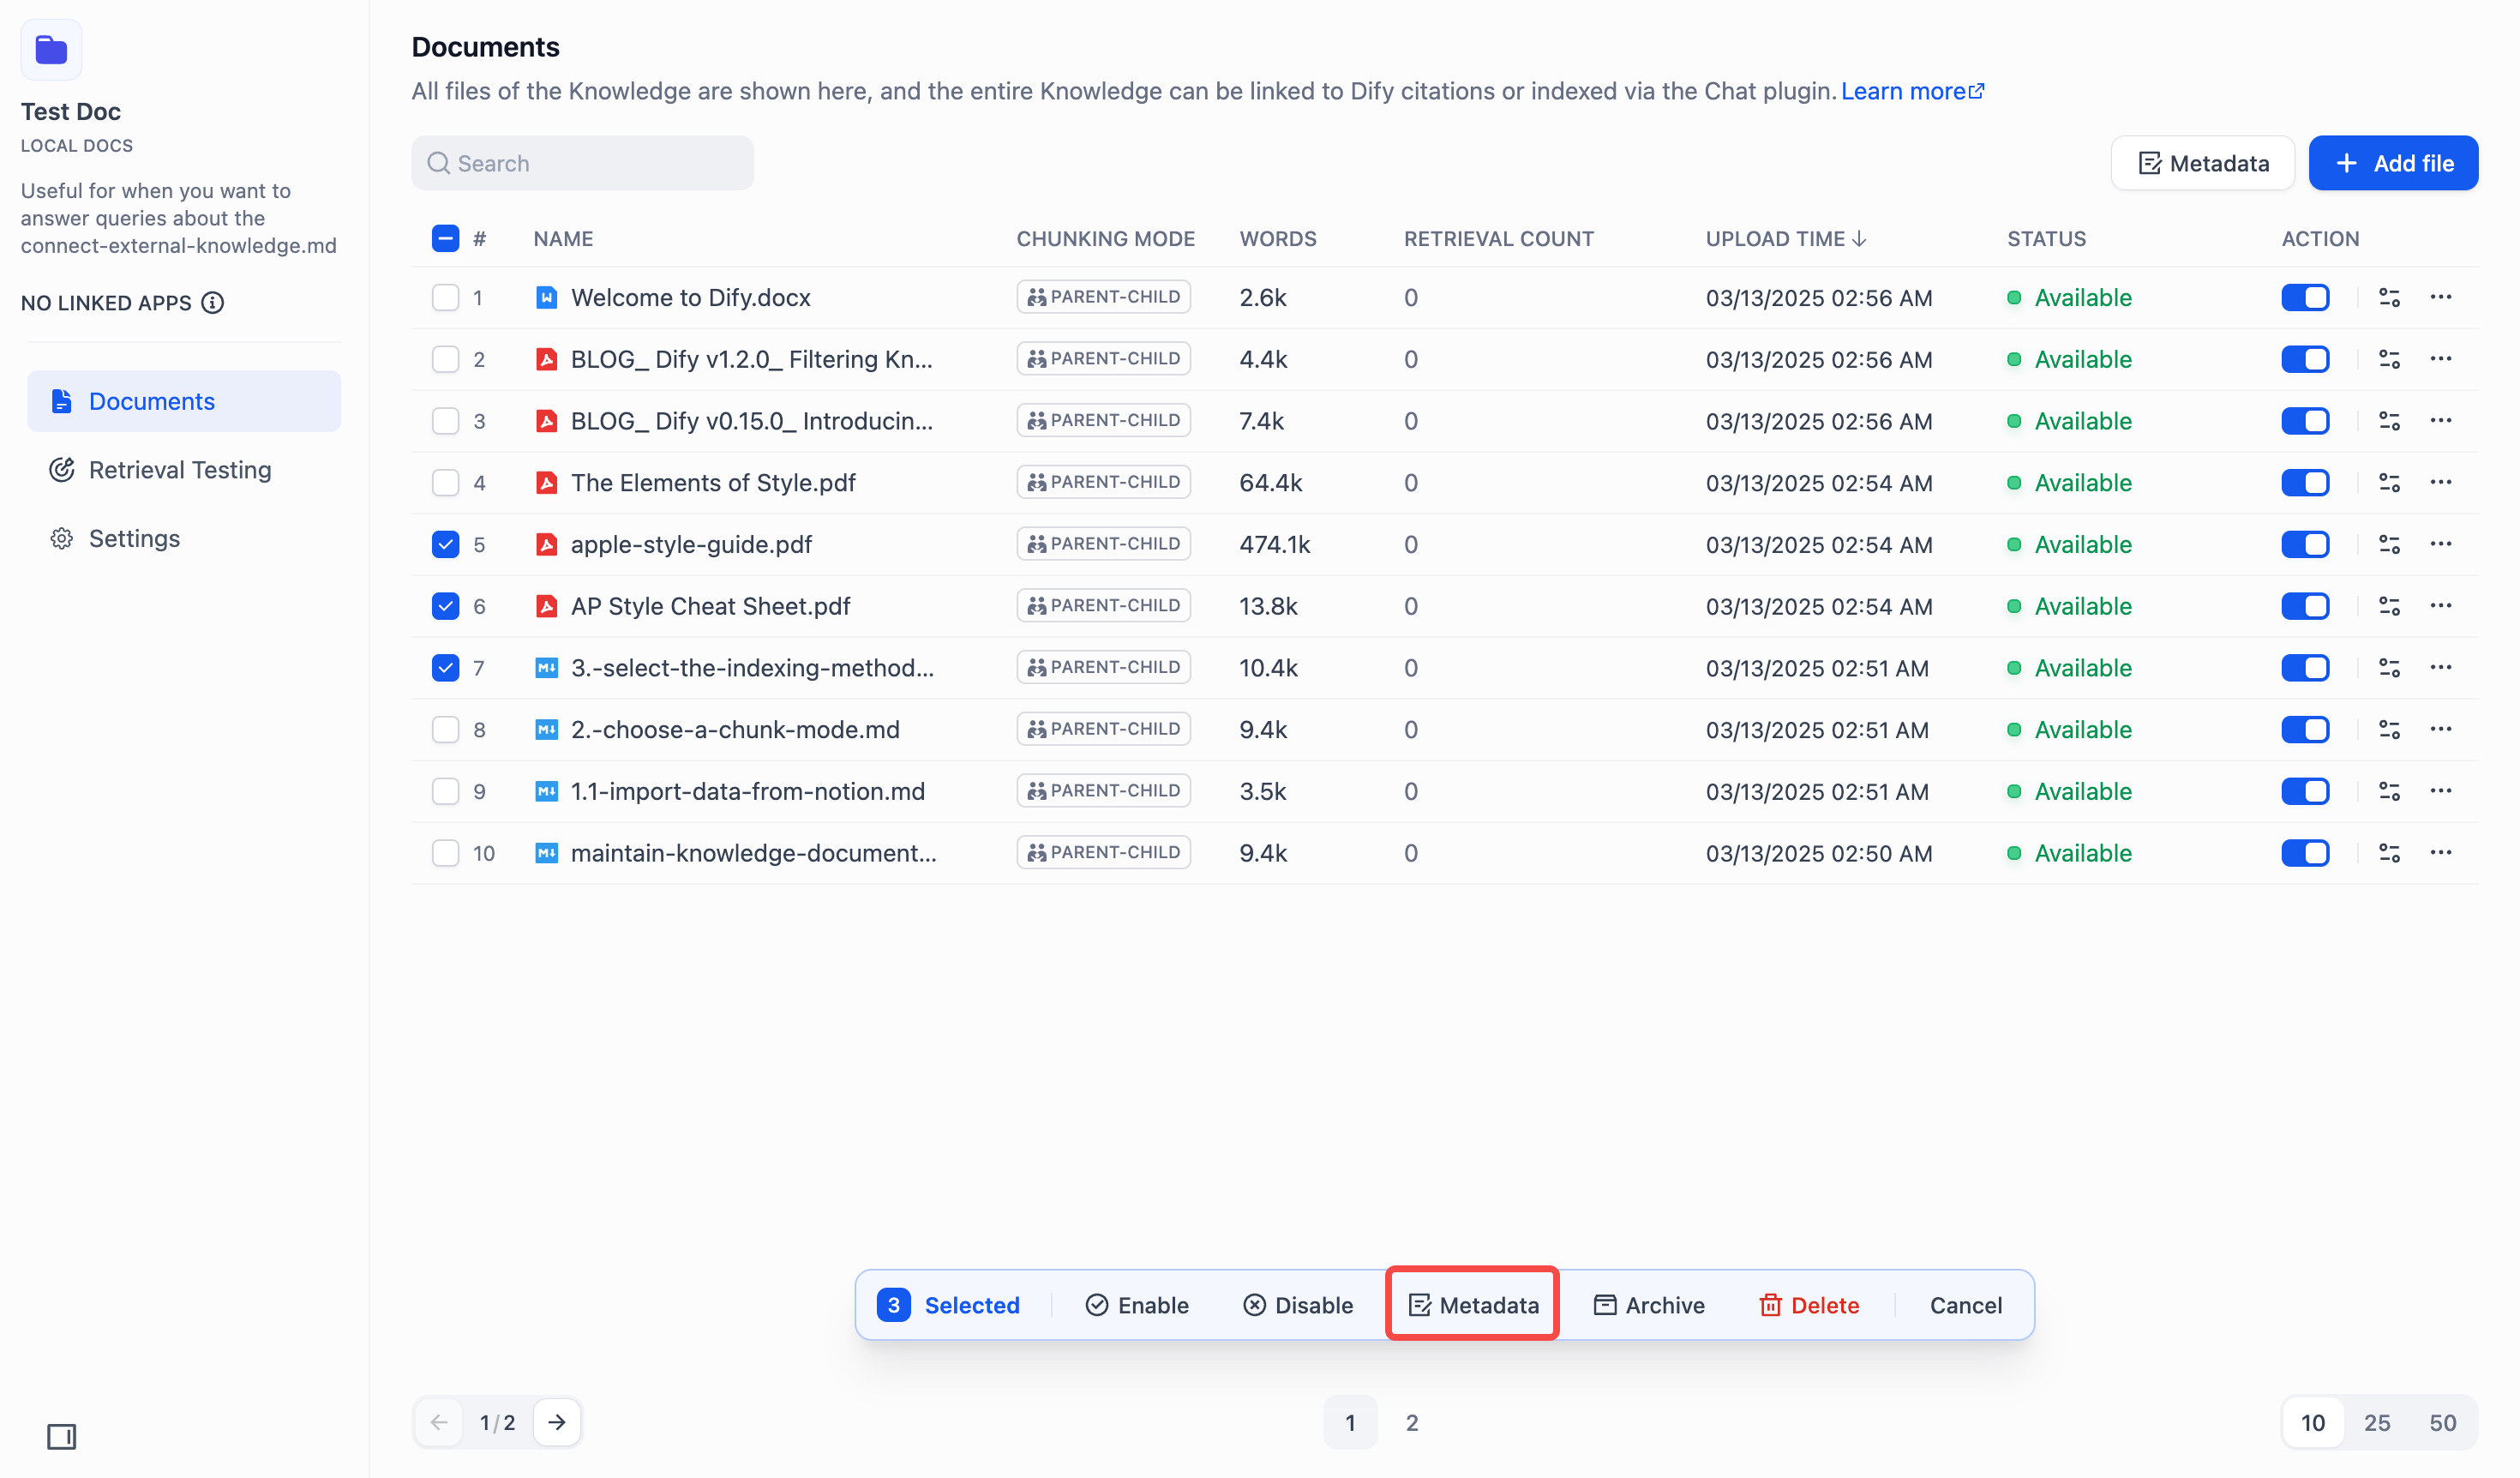 Test Doc
LOCAL DOCS
Useful for when you want to
answer queries about the
connect-external-knowledge.md
NO LINKED APPS
Documents
Retrieval Testing
Settings
Documents
All files of the Knowledge are shown here, and the entire Knowledge can be linked to Dify citations or indexed via the Chat plugin. Learn more
Search
Metadata
+ Add file
# NAME CHUNKING MODE WORDS RETRIEVAL COUNT UPLOAD TIME ↓ STATUS ACTION
1 Welcome to Dify.docx PARENT-CHILD 2.6k 0 03/13/2025 02:56 AM Available
2 BLOG_ Dify v1.2.0_ Filtering Kn... PARENT-CHILD 4.4k 0 03/13/2025 02:56 AM Available
3 BLOG_ Dify v0.15.0_ Introducin... PARENT-CHILD 7.4k 0 03/13/2025 02:56 AM Available
4 The Elements of Style.pdf PARENT-CHILD 64.4k 0 03/13/2025 02:54 AM Available
5 apple-style-guide.pdf PARENT-CHILD 474.1k 0 03/13/2025 02:54 AM Available
6 AP Style Cheat Sheet.pdf PARENT-CHILD 13.8k 0 03/13/2025 02:54 AM Available
7 3.-select-the-indexing-method... PARENT-CHILD 10.4k 0 03/13/2025 02:51 AM Available
8 2.-choose-a-chunk-mode.md PARENT-CHILD 9.4k 0 03/13/2025 02:51 AM Available
9 1.1-import-data-from-notion.md PARENT-CHILD 3.5k 0 03/13/2025 02:51 AM Available
10 maintain-knowledge-document... PARENT-CHILD 9.4k 0 03/13/2025 02:50 AM Available
3 Selected Enable Disable Metadata Archive Delete Cancel
1/2 1 2 10 25 50